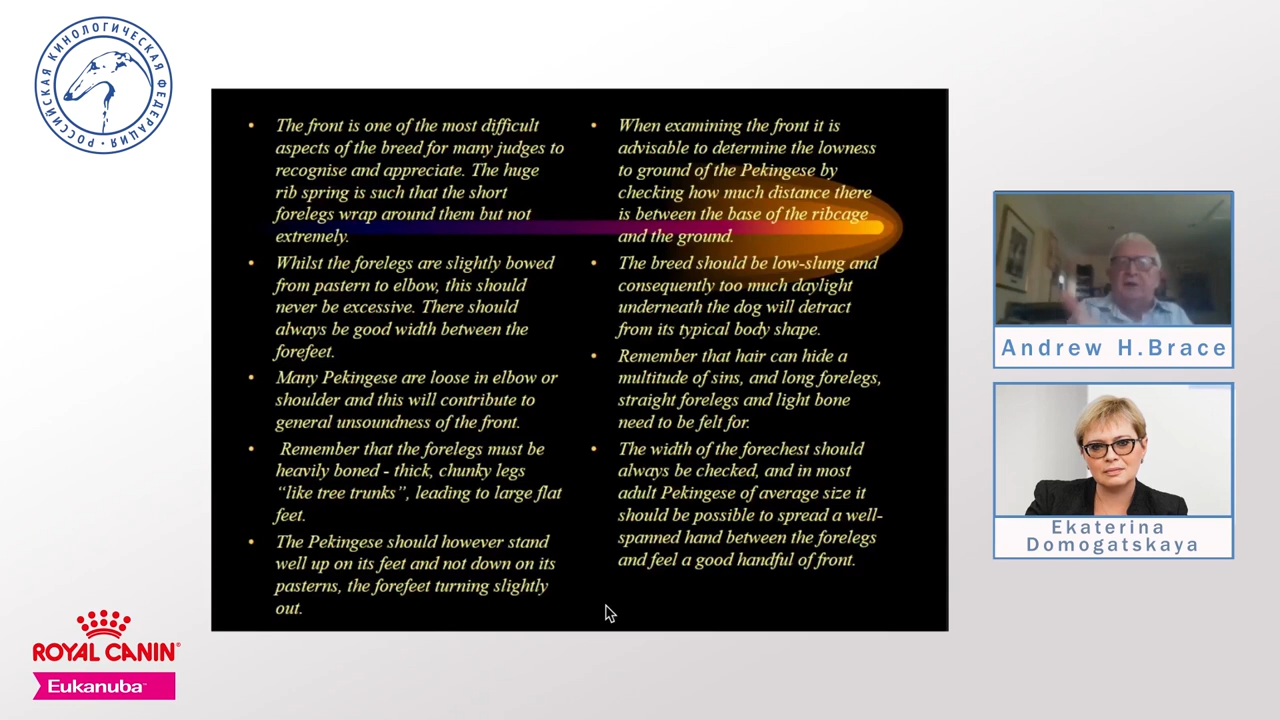 РОССИЙСКАЯ КИНОЛОГИЧЕСКАЯ ФЕДЕРАЦИЯ
• The front is one of the most difficult
aspects of the breed for many judges to
recognise and appreciate. The huge
rib spring is such that the short
forelegs wrap around them but not
extremely.
• Whilst the forelegs are slightly bowed
from pastern to elbow, this should
never be excessive. There should
always be good width between the
forefeet.
• Many Pekingese are loose in elbow or
shoulder and this will contribute to
general unsoundness of the front.
• Remember that the forelegs must be
heavily boned - thick, chunky legs
“like tree trunks”, leading to large flat
feet.
• The Pekingese should however stand
well up on its feet and not down on its
pasterns, the forefeet turning slightly
out.
• When examining the front it is
advisable to determine the lowness
to ground of the Pekingese by
checking how much distance there
is between the base of the ribcage
and the ground.
• The breed should be low-slung and
consequently too much daylight
underneath the dog will detract
from its typical body shape.
• Remember that hair can hide a
multitude of sins, and long forelegs,
straight forelegs and light bone
need to be felt for.
• The width of the forechest should
always be checked, and in most
adult Pekingese of average size it
should be possible to spread a well-
spanned hand between the forelegs
and feel a good handful of front.
Andrew H.Brace
Ekaterina
Domogatskaya
ROYAL CANIN®
Eukanuba™